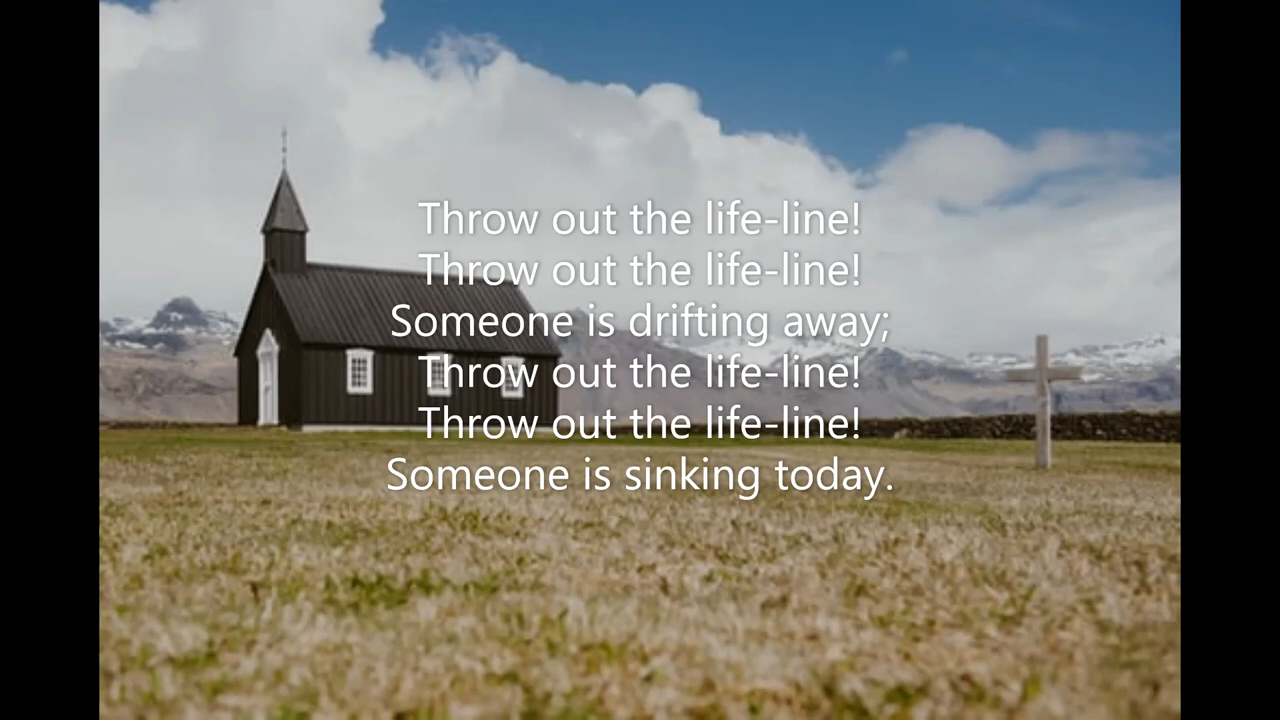 Throw out the life-line!
Throw out the life-line!
Someone is drifting away;
Throw out the life-line!
Throw out the life-line!
Someone is sinking today.